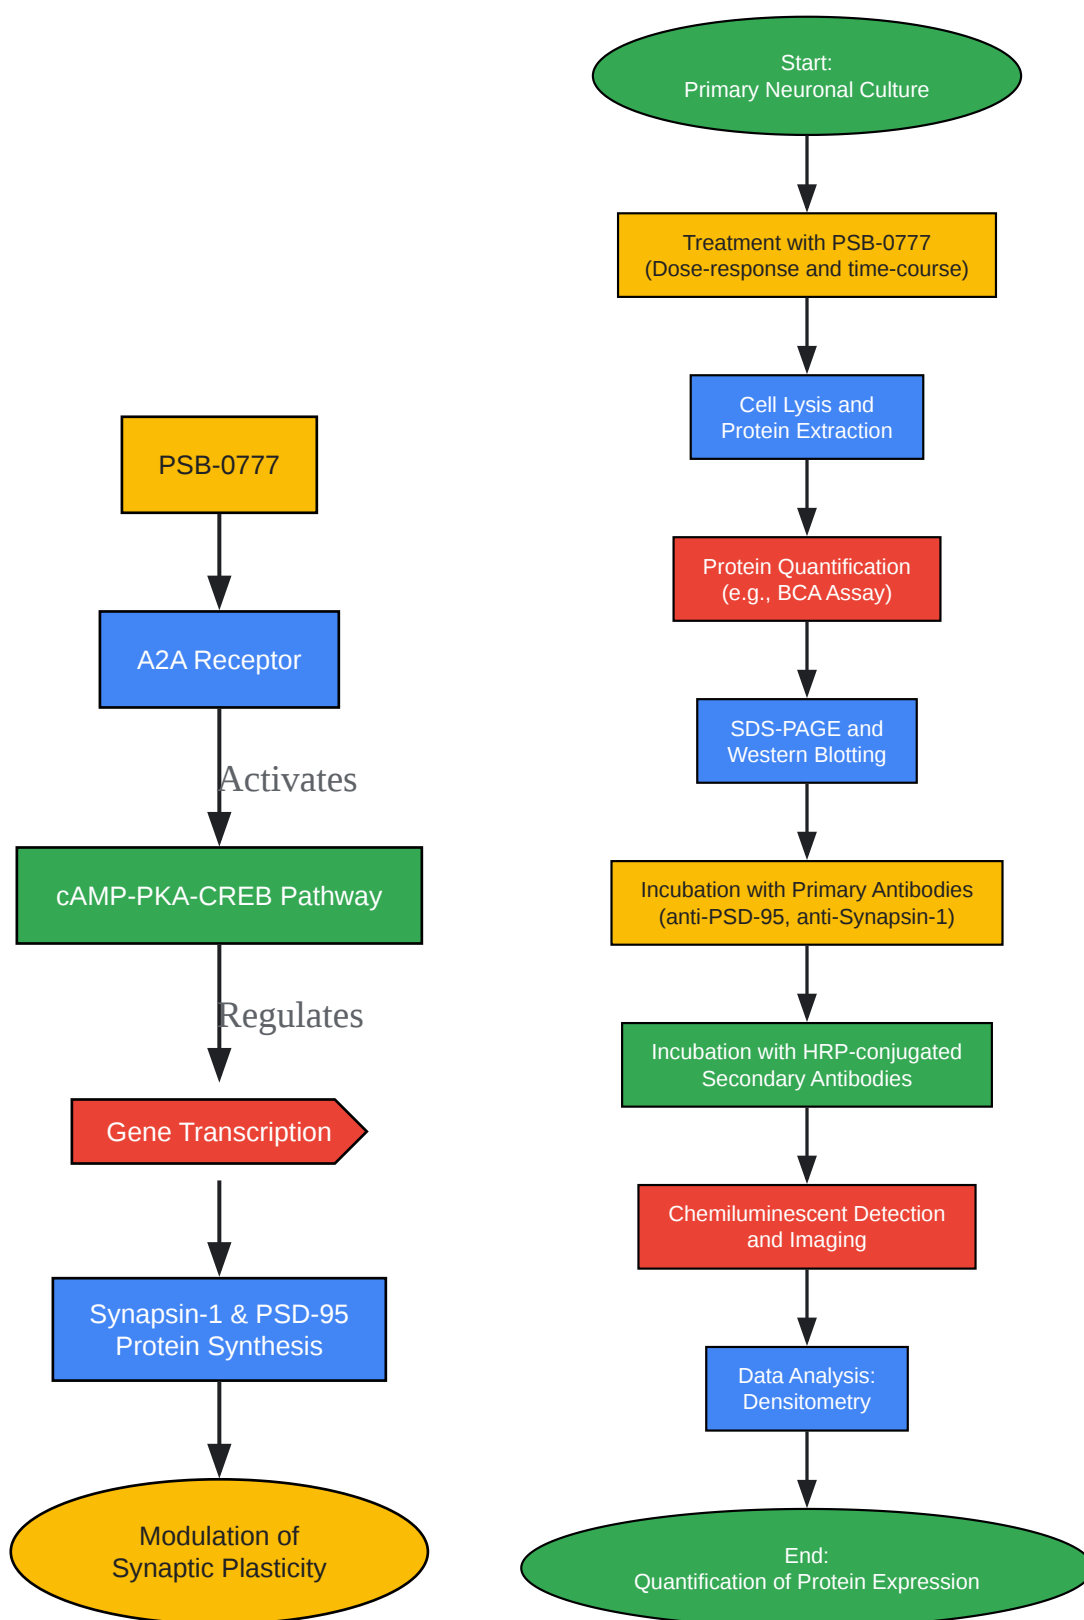 PSB-0777
A2A Receptor
Activates
cAMP-PKA-CREB Pathway
Regulates
Gene Transcription
Synapsin-1 & PSD-95
Protein Synthesis
Modulation of
Synaptic Plasticity
Start:
Primary Neuronal Culture
Treatment with PSB-0777
(Dose-response and time-course)
Cell Lysis and
Protein Extraction
Protein Quantification
(e.g., BCA Assay)
SDS-PAGE and
Western Blotting
Incubation with Primary Antibodies
(anti-PSD-95, anti-Synapsin-1)
Incubation with HRP-conjugated
Secondary Antibodies
Chemiluminescent Detection
and Imaging
Data Analysis:
Densitometry
End:
Quantification of Protein Expression